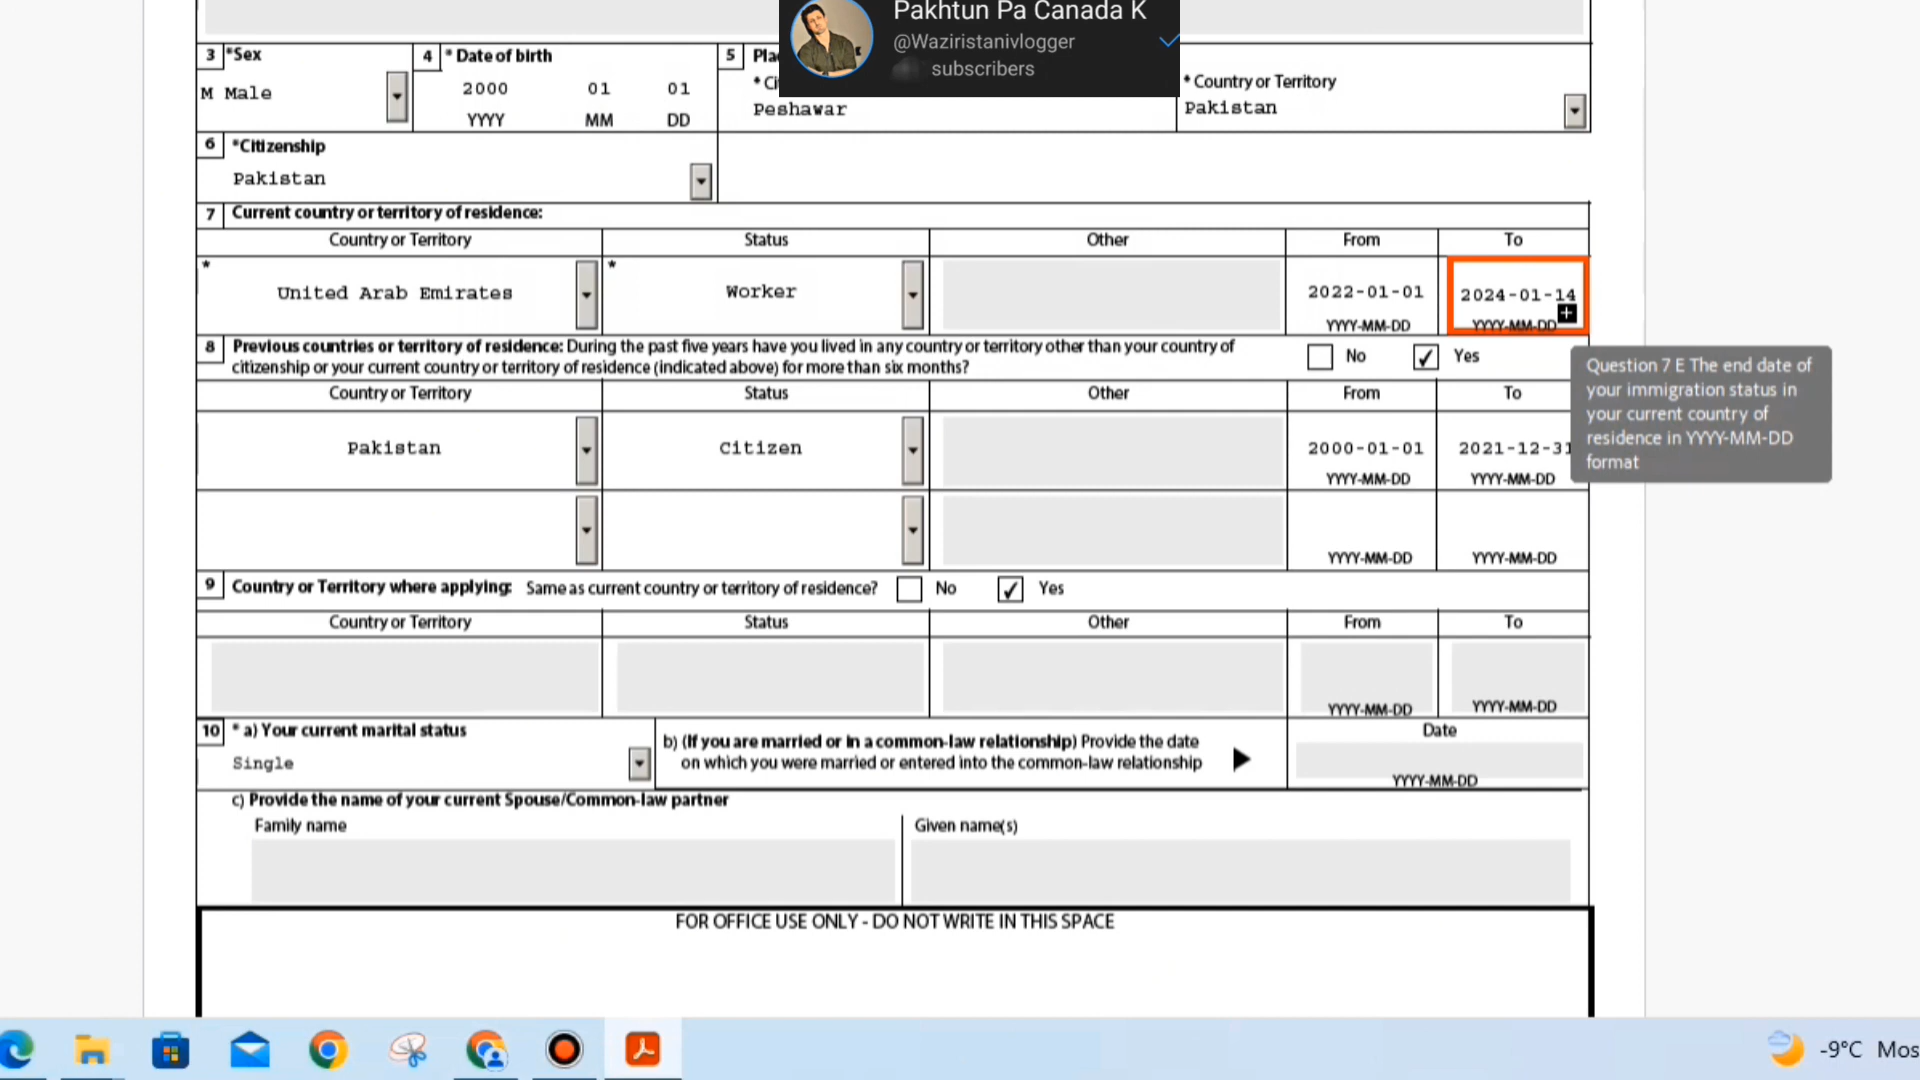 Pakhtun Pa Canada K
@Waziristanivlogger
subscribers
3 *Sex
M Male
4 * Date of birth
2000 01 01
YYYY MM DD
5
Peshawar
* Country or Territory
Pakistan
6 *Citizenship
Pakistan
7 Current country or territory of residence:
Country or Territory Status Other From To
* United Arab Emirates * Worker 2022-01-01 2024-01-14
YYYY-MM-DD YYYY-MM-DD
8 Previous countries or territory of residence: During the past five years have you lived in any country or territory other than your country of
citizenship or your current country or territory of residence (indicated above) for more than six months?
No Yes
Question 7 E The end date of
your immigration status in
your current country of
residence in YYYY-MM-DD
format
Country or Territory Status Other From To
Pakistan Citizen 2000-01-01 2021-12-31
YYYY-MM-DD YYYY-MM-DD
YYYY-MM-DD YYYY-MM-DD
9 Country or Territory where applying: Same as current country or territory of residence? No Yes
Country or Territory Status Other From To
YYYY-MM-DD YYYY-MM-DD
10 * a) Your current marital status
Single
b) (If you are married or in a common-law relationship) Provide the date
on which you were married or entered into the common-law relationship
Date
YYYY-MM-DD
c) Provide the name of your current Spouse/Common-law partner
Family name Given name(s)
FOR OFFICE USE ONLY - DO NOT WRITE IN THIS SPACE
-9°C